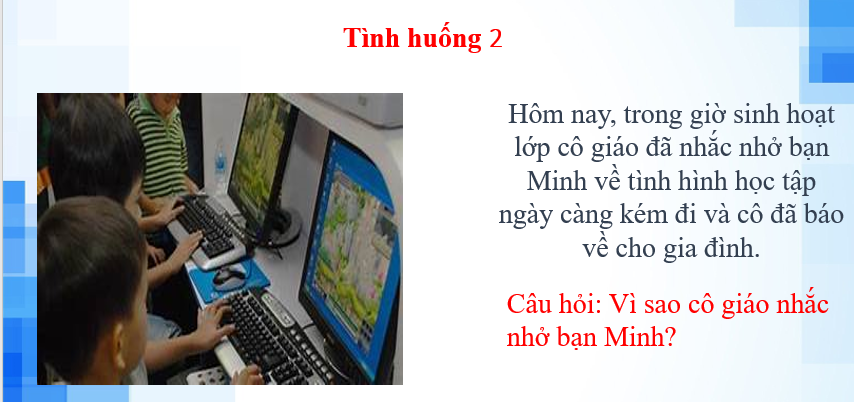 Tình huống 2
Hôm nay, trong giờ sinh hoạt
lớp cô giáo đã nhắc nhở bạn
Minh về tình hình học tập
ngày càng kém đi và cô đã báo
về cho gia đình.
Câu hỏi: Vì sao cô giáo nhắc
nhở bạn Minh?